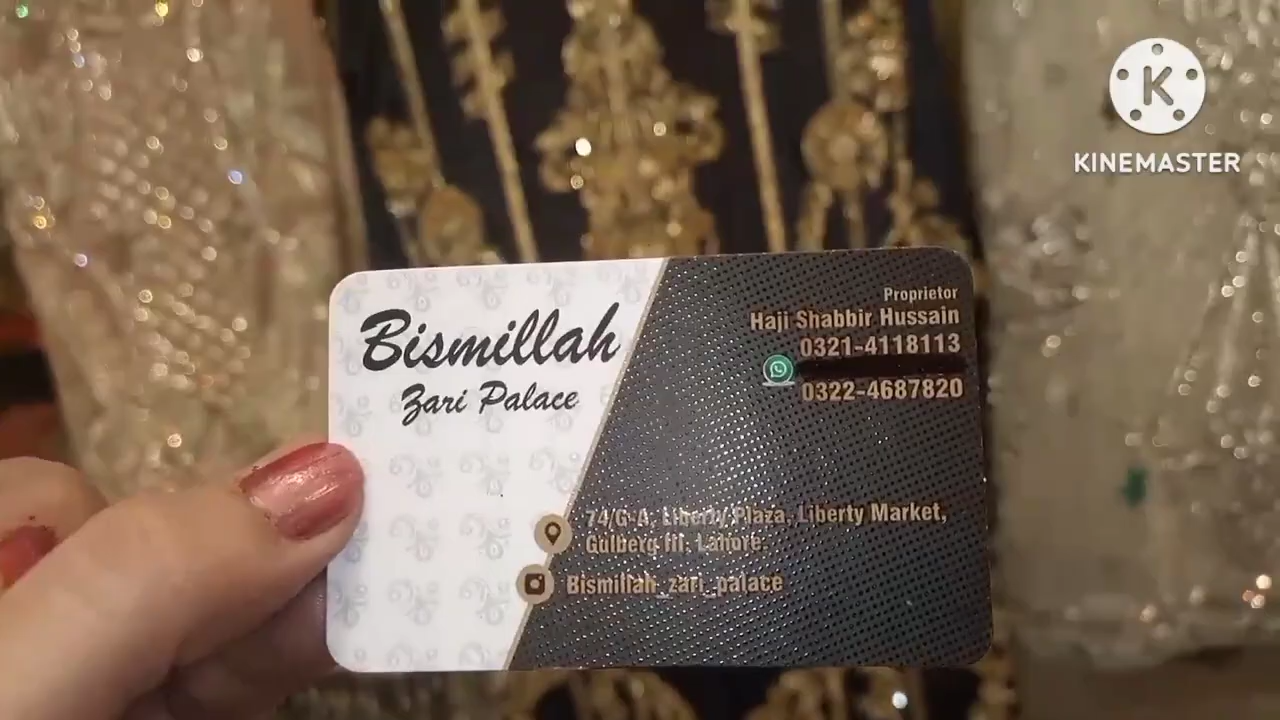 K
KINEMASTER
Bismillah
Zari Palace
Proprietor
Haji Shabbir Hussain
0321-4118113
0322-4687820
74/G-A, Liberty Plaza, Liberty Market,
Gulberg III, Lahore.
Bismillah_zari_palace